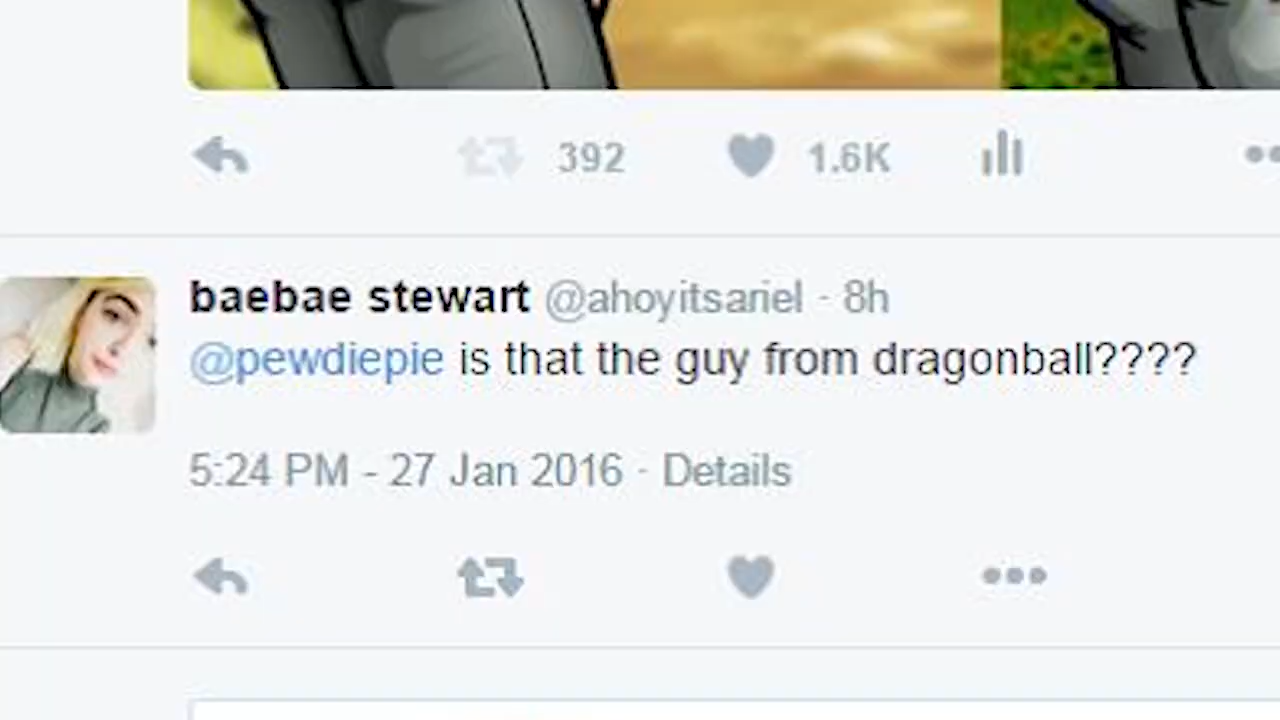 392 1.6K
baebae stewart @ahoyitsariel · 8h
@pewdiepie is that the guy from dragonball????
5:24 PM - 27 Jan 2016 · Details